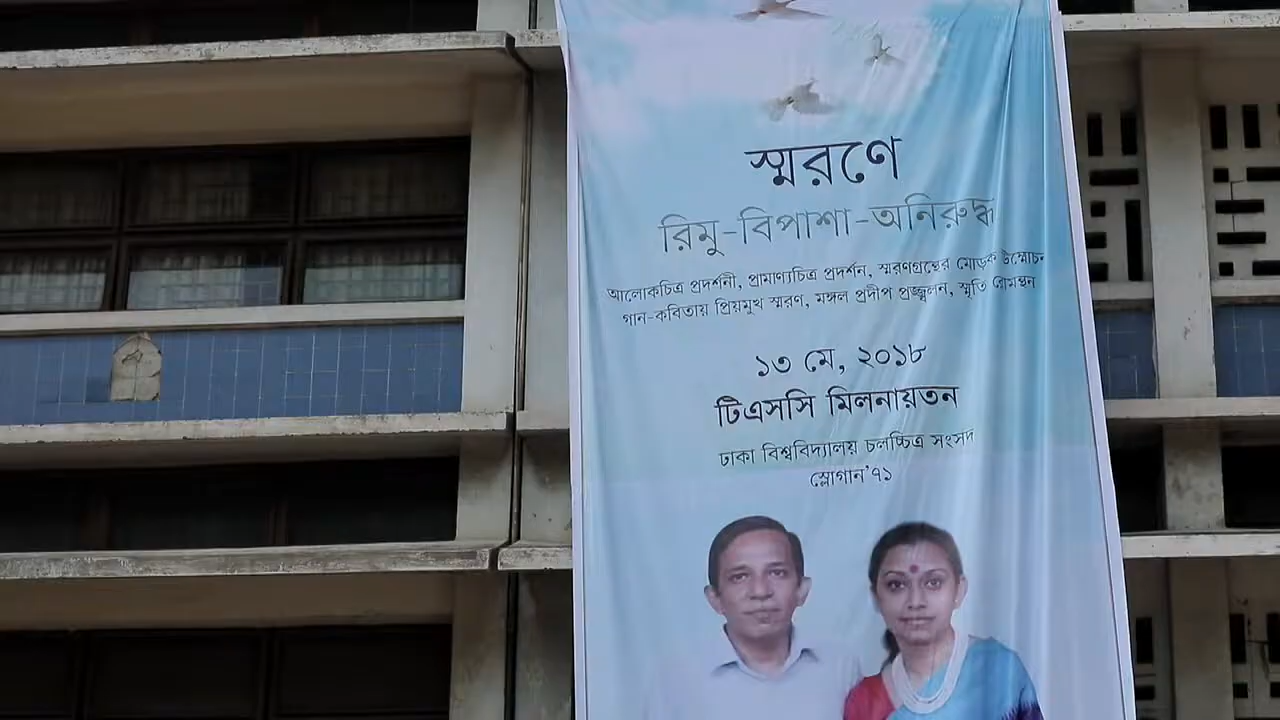 স্মরণে
রিমু-বিপাশা-অনিরুদ্ধ
আলোকচিত্র প্রদর্শনী, প্রামাণ্যচিত্র প্রদর্শন, স্মরণগ্রন্থের মোড়ক উন্মোচন
গান-কবিতায় প্রিয়মুখ স্মরণ, মঙ্গল প্রদীপ প্রজ্জ্বলন, স্মৃতি রোমন্থন
১৩ মে, ২০১৮
টিএসসি মিলনায়তন
ঢাকা বিশ্ববিদ্যালয় চলচ্চিত্র সংসদ
স্লোগান'৭১